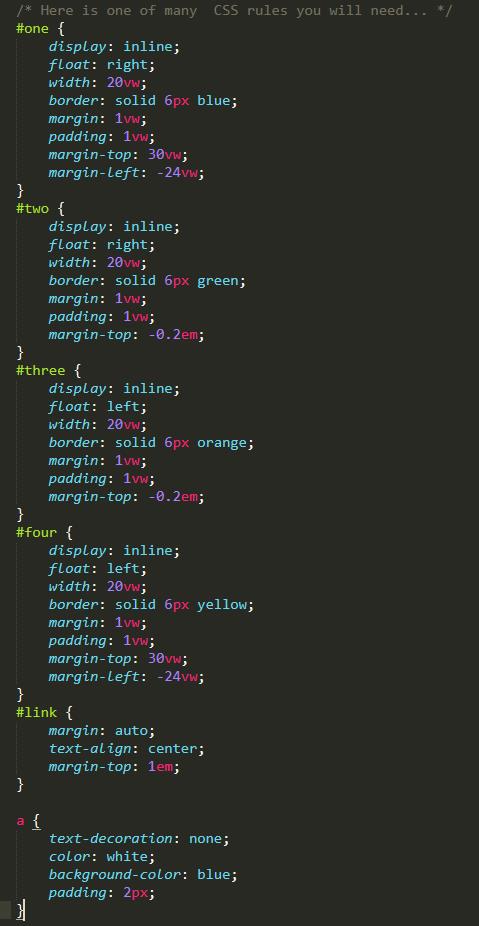 /* Here is one of many  CSS rules you will need... */
#one {
    display: inline;
    float: right;
    width: 20vw;
    border: solid 6px blue;
    margin: 1vw;
    padding: 1vw;
    margin-top: 30vw;
    margin-left: -24vw;
}
#two {
    display: inline;
    float: right;
    width: 20vw;
    border: solid 6px green;
    margin: 1vw;
    padding: 1vw;
    margin-top: -0.2em;
}
#three {
    display: inline;
    float: left;
    width: 20vw;
    border: solid 6px orange;
    margin: 1vw;
    padding: 1vw;
    margin-top: -0.2em;
}
#four {
    display: inline;
    float: left;
    width: 20vw;
    border: solid 6px yellow;
    margin: 1vw;
    padding: 1vw;
    margin-top: 30vw;
    margin-left: -24vw;
}
#link {
    margin: auto;
    text-align: center;
    margin-top: 1em;
}

a {
    text-decoration: none;
    color: white;
    background-color: blue;
    padding: 2px;
}